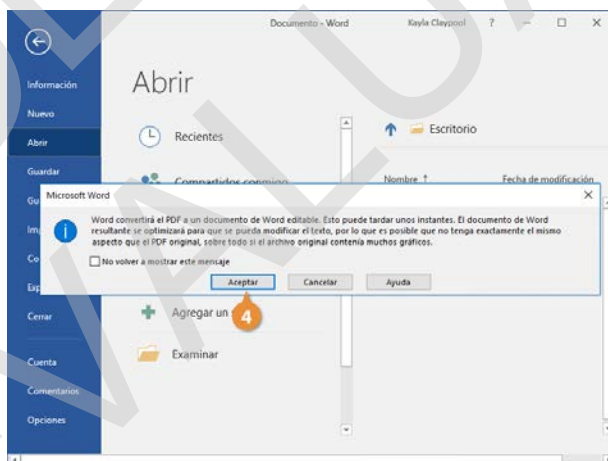 Documento - Word
Kayla Claypool
?
Información
Nuevo
Abrir
Guardar
Cerrar
Cuenta
Comentarios
Opciones
Abrir
Recientes
Compartidos conmigo
Agregar un
Examinar
Escritorio
Nombre ↑
Fecha de modificación
Microsoft Word
Word convertirá el PDF a un documento de Word editable. Esto puede tardar unos instantes. El documento de Word
resultante se optimizará para que se pueda modificar el texto, por lo que es posible que no tenga exactamente el mismo
aspecto que el PDF original, sobre todo si el archivo original contenía muchos gráficos.
No volver a mostrar este mensaje
Aceptar
Cancelar
Ayuda
4